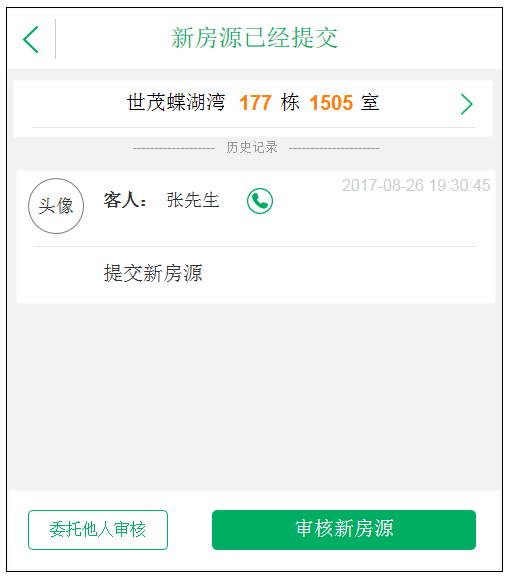 新房源已经提交
世茂蝶湖湾 177 栋 1505 室
------------------- 历史记录 ---------------------
2017-08-26 19:30:45
头像 客人： 张先生
提交新房源
委托他人审核 审核新房源